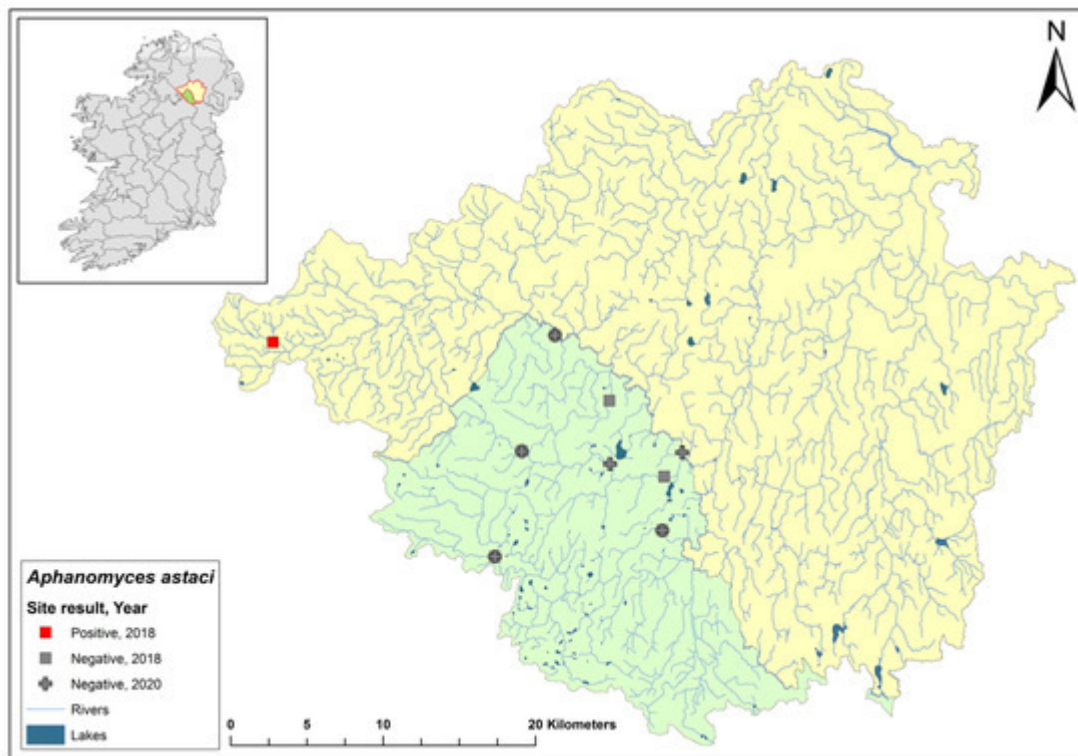 N
Aphanomyces astaci
Site result, Year
Positive, 2018
Negative, 2018
Negative, 2020
Rivers
Lakes
0 5 10 20 Kilometers